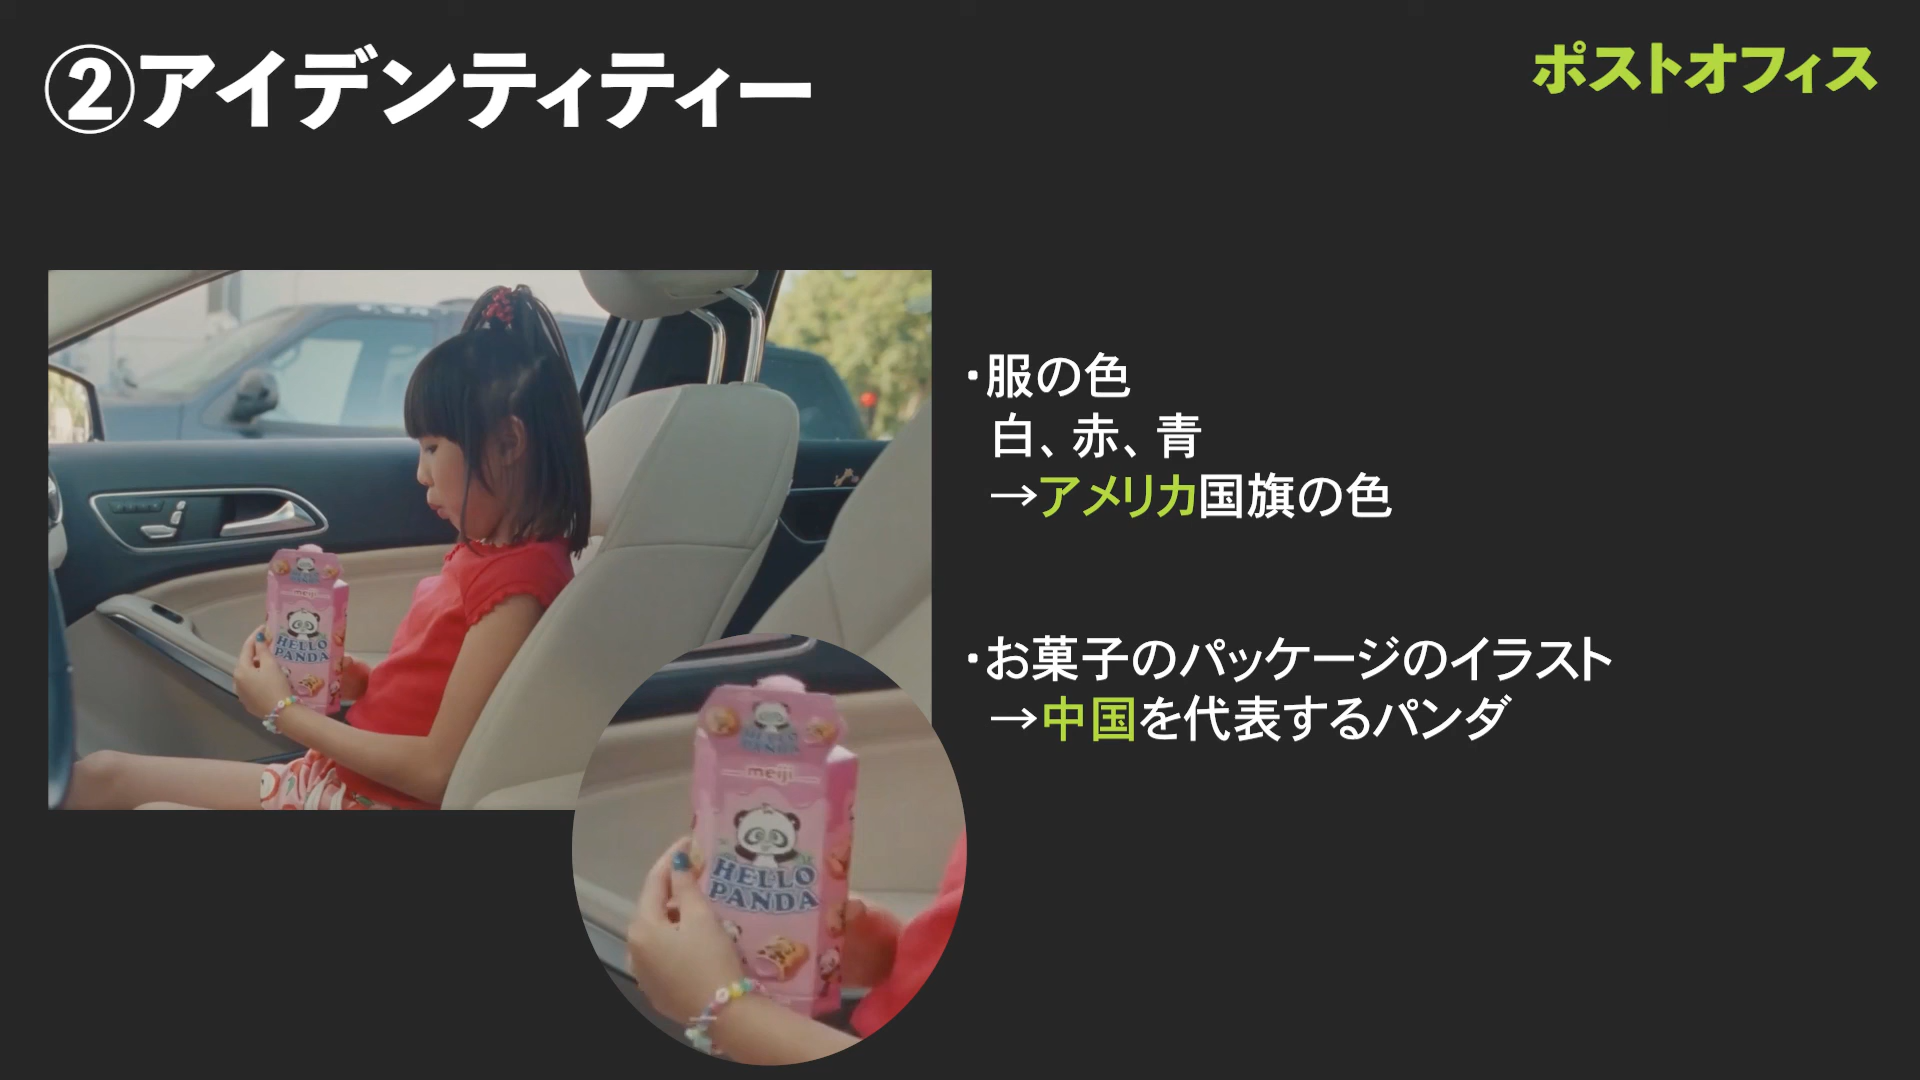 ②アイデンティティー
ポストオフィス
・服の色
白、赤、青
→アメリカ国旗の色
・お菓子のパッケージのイラスト
→中国を代表するパンダ
meiji
HELLO
PANDA
HELLO
PANDA
meiji
HELLO
PANDA